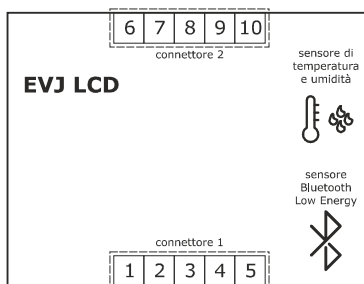 6 7 8 9 10
connettore 2
sensore di
temperatura
e umidità
EVJ LCD
sensore
Bluetooth
Low Energy
connettore 1
1 2 3 4 5